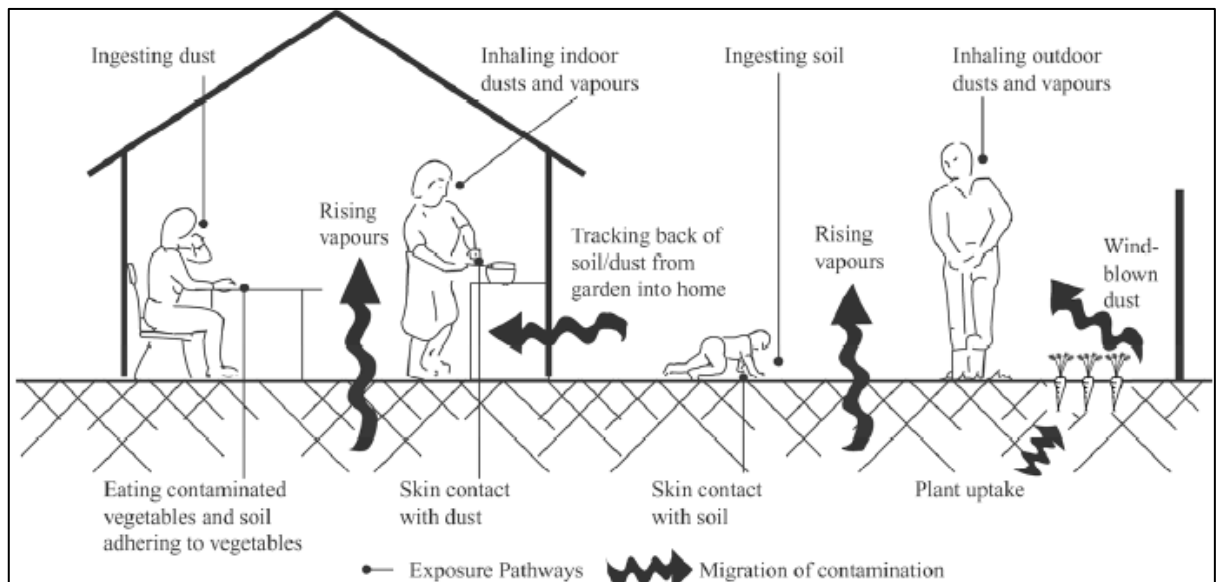 Ingesting dust
Inhaling indoor
dusts and vapours
Ingesting soil
Inhaling outdoor
dusts and vapours
Rising
vapours
Tracking back of
soil/dust from
garden into home
Rising
vapours
Wind-
blown
dust
Eating contaminated
vegetables and soil
adhering to vegetables
Skin contact
with dust
Skin contact
with soil
Plant uptake
Exposure Pathways
Migration of contamination